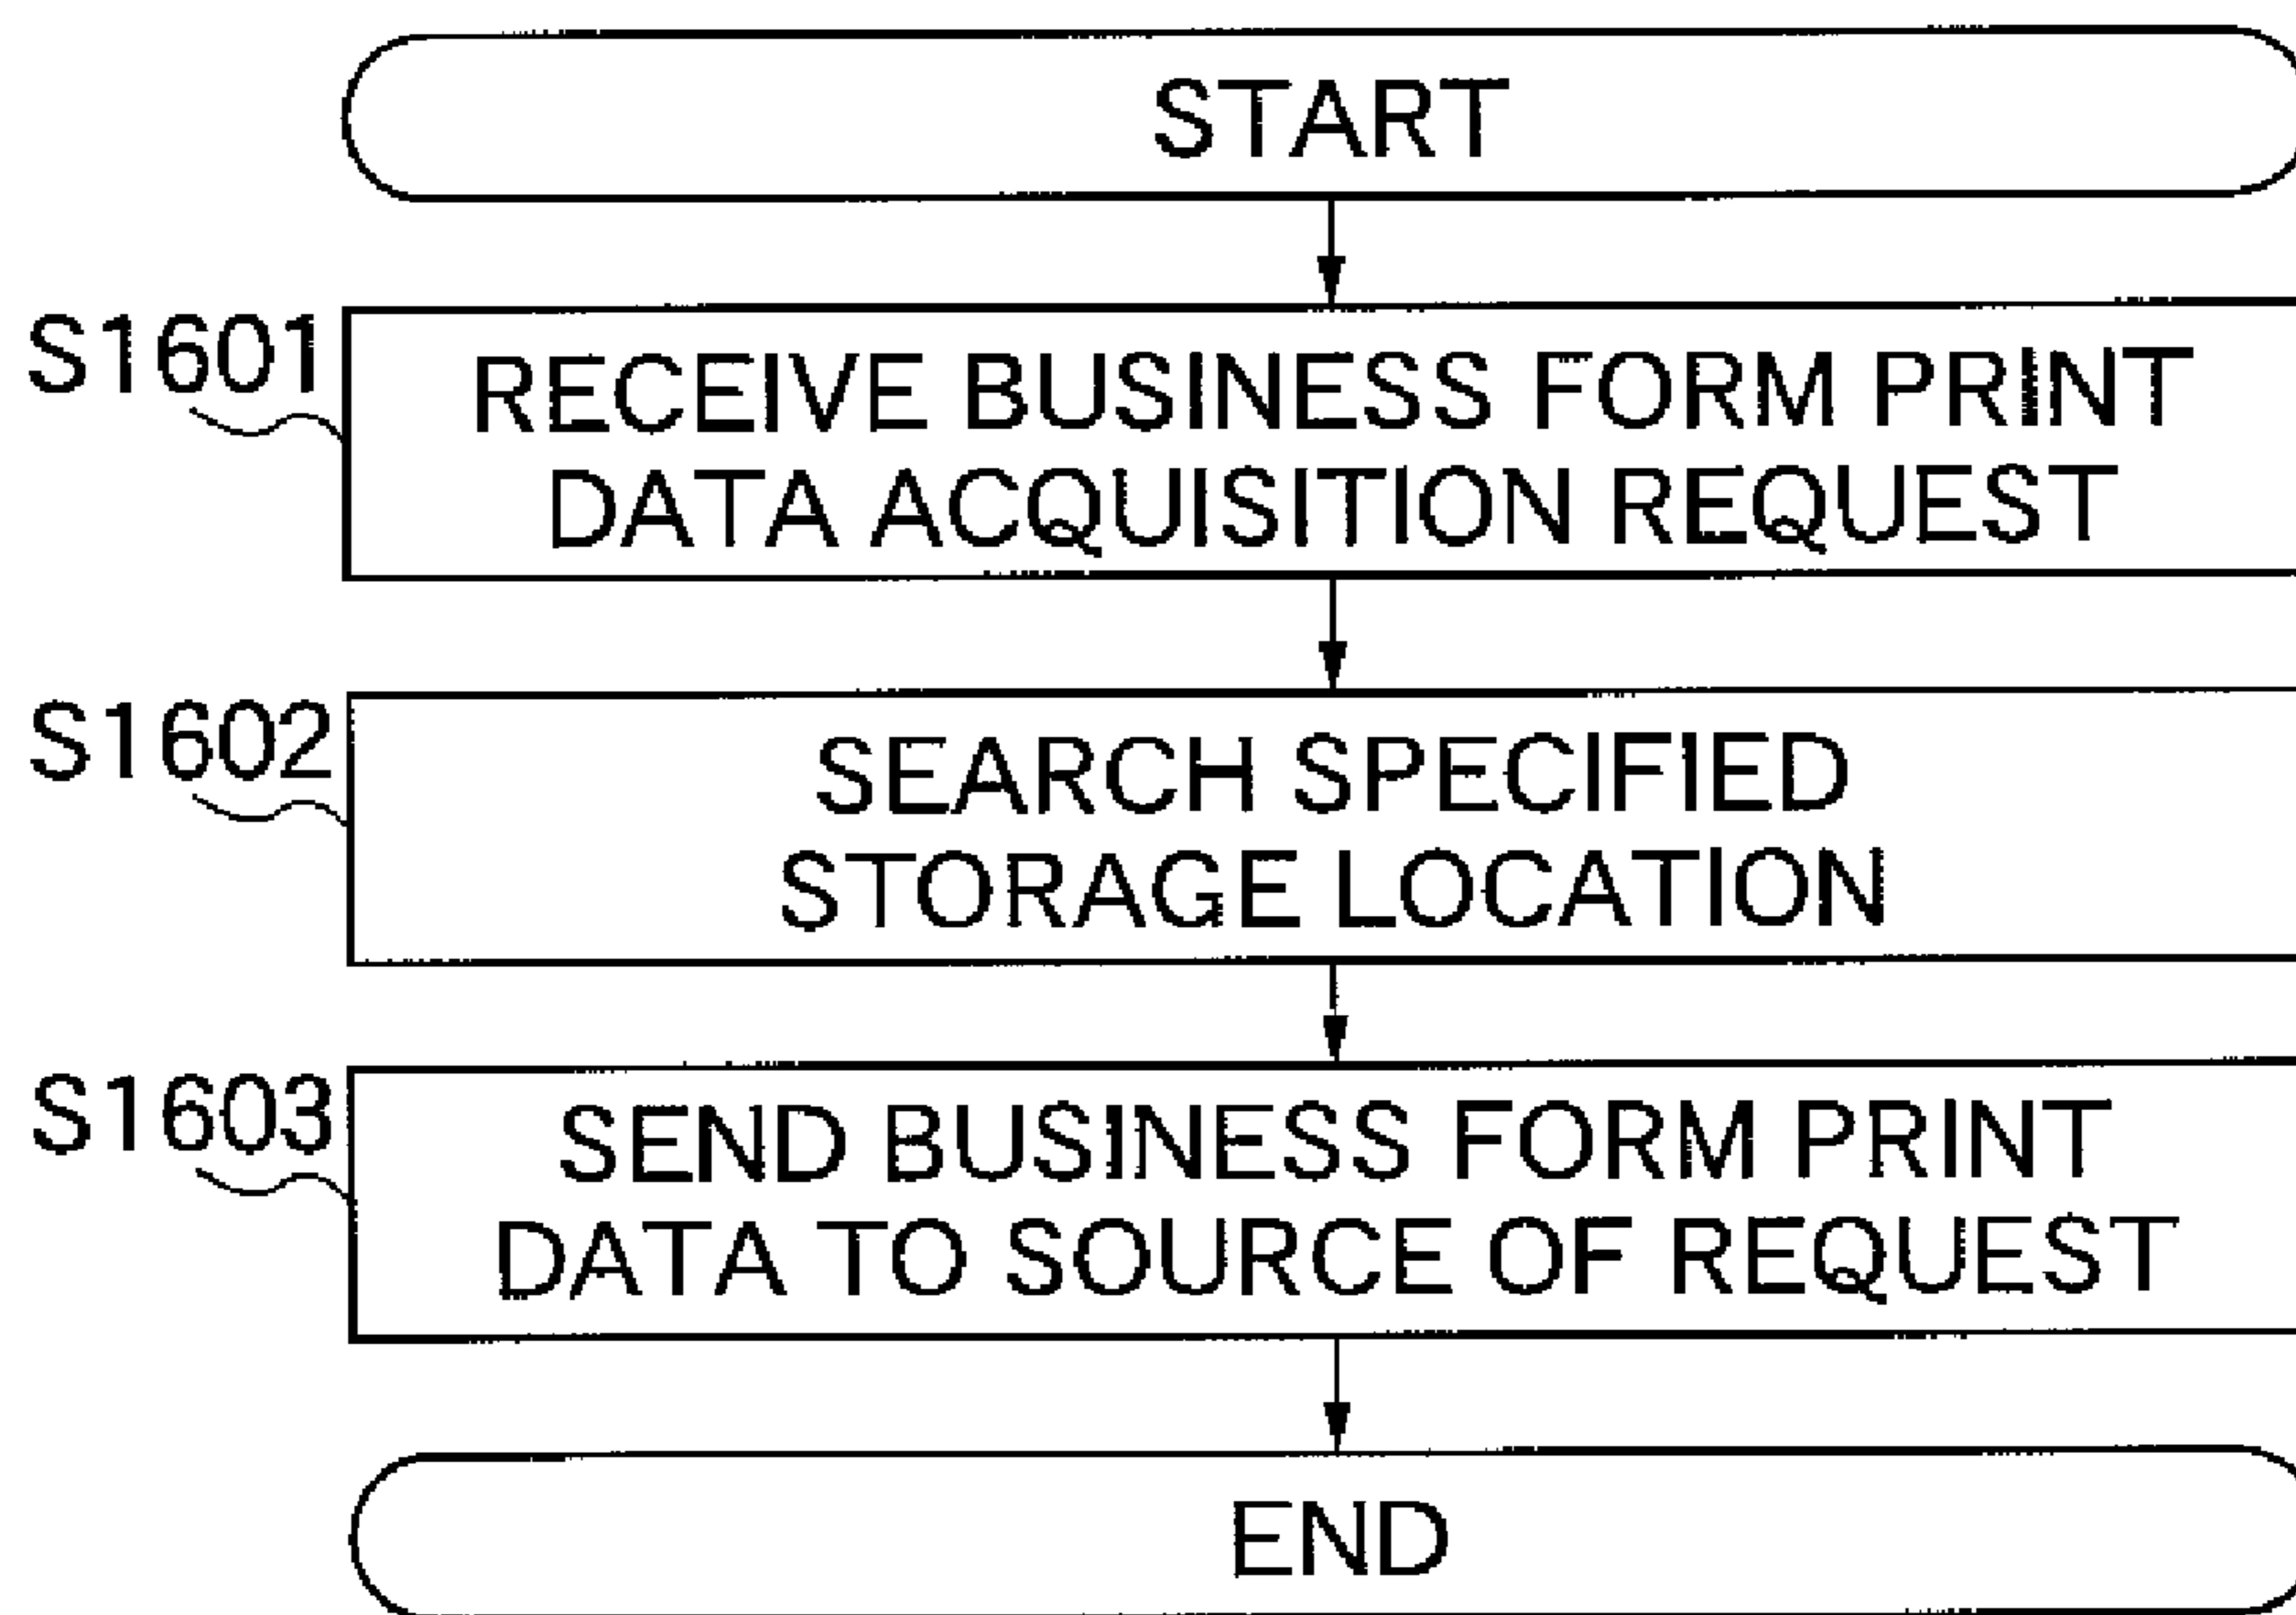 START
S1601
RECEIVE BUSINESS FORM PRINT
DATA ACQUISITION REQUEST
S1602
SEARCH SPECIFIED
STORAGE LOCATION
S1603
SEND BUSINESS FORM PRINT
DATA TO SOURCE OF REQUEST
END